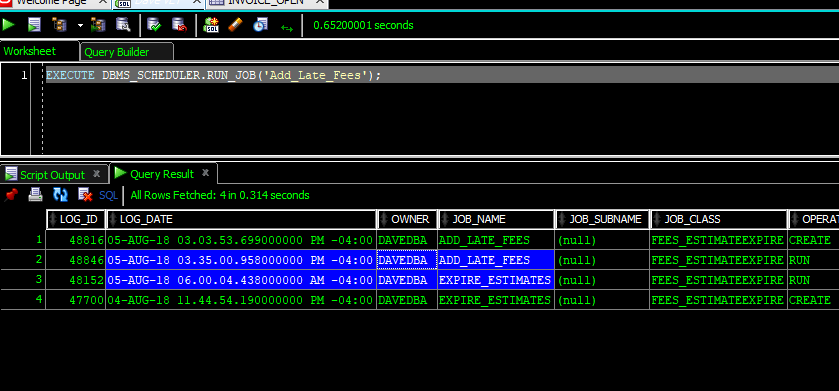 Welcome Page INVOICE_OPEN
SQL 0.65200001 seconds
Worksheet Query Builder
1 EXECUTE DBMS_SCHEDULER.RUN_JOB('Add_Late_Fees');
Script Output Query Result
SQL All Rows Fetched: 4 in 0.314 seconds
LOG_ID LOG_DATE OWNER JOB_NAME JOB_SUBNAME JOB_CLASS OPERAT
1 48816 05-AUG-18 03.03.53.699000000 PM -04:00 DAVEDBA ADD_LATE_FEES (null) FEES_ESTIMATEEXPIRE CREATE
2 48846 05-AUG-18 03.35.00.958000000 PM -04:00 DAVEDBA ADD_LATE_FEES (null) FEES_ESTIMATEEXPIRE RUN
3 48152 05-AUG-18 06.00.04.438000000 AM -04:00 DAVEDBA EXPIRE_ESTIMATES (null) FEES_ESTIMATEEXPIRE RUN
4 47700 04-AUG-18 11.44.54.190000000 PM -04:00 DAVEDBA EXPIRE_ESTIMATES (null) FEES_ESTIMATEEXPIRE CREATE